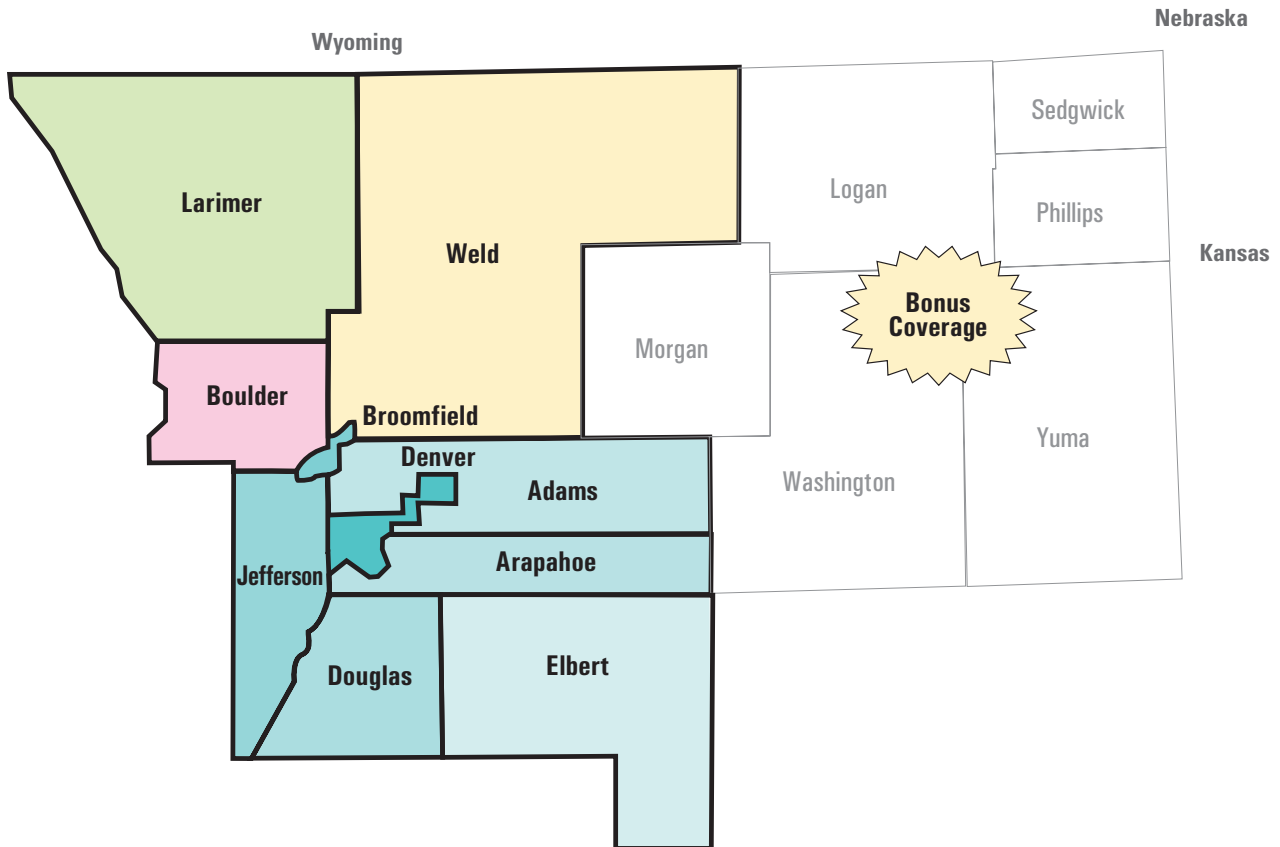 Nebraska
Wyoming
Sedgwick
Logan
Larimer
Phillips
Weld
Kansas
Bonus
Coverage
Morgan
Boulder
Broomfield
Yuma
Denver
Washington
Adams
Arapahoe
Jefferson
Elbert
Douglas